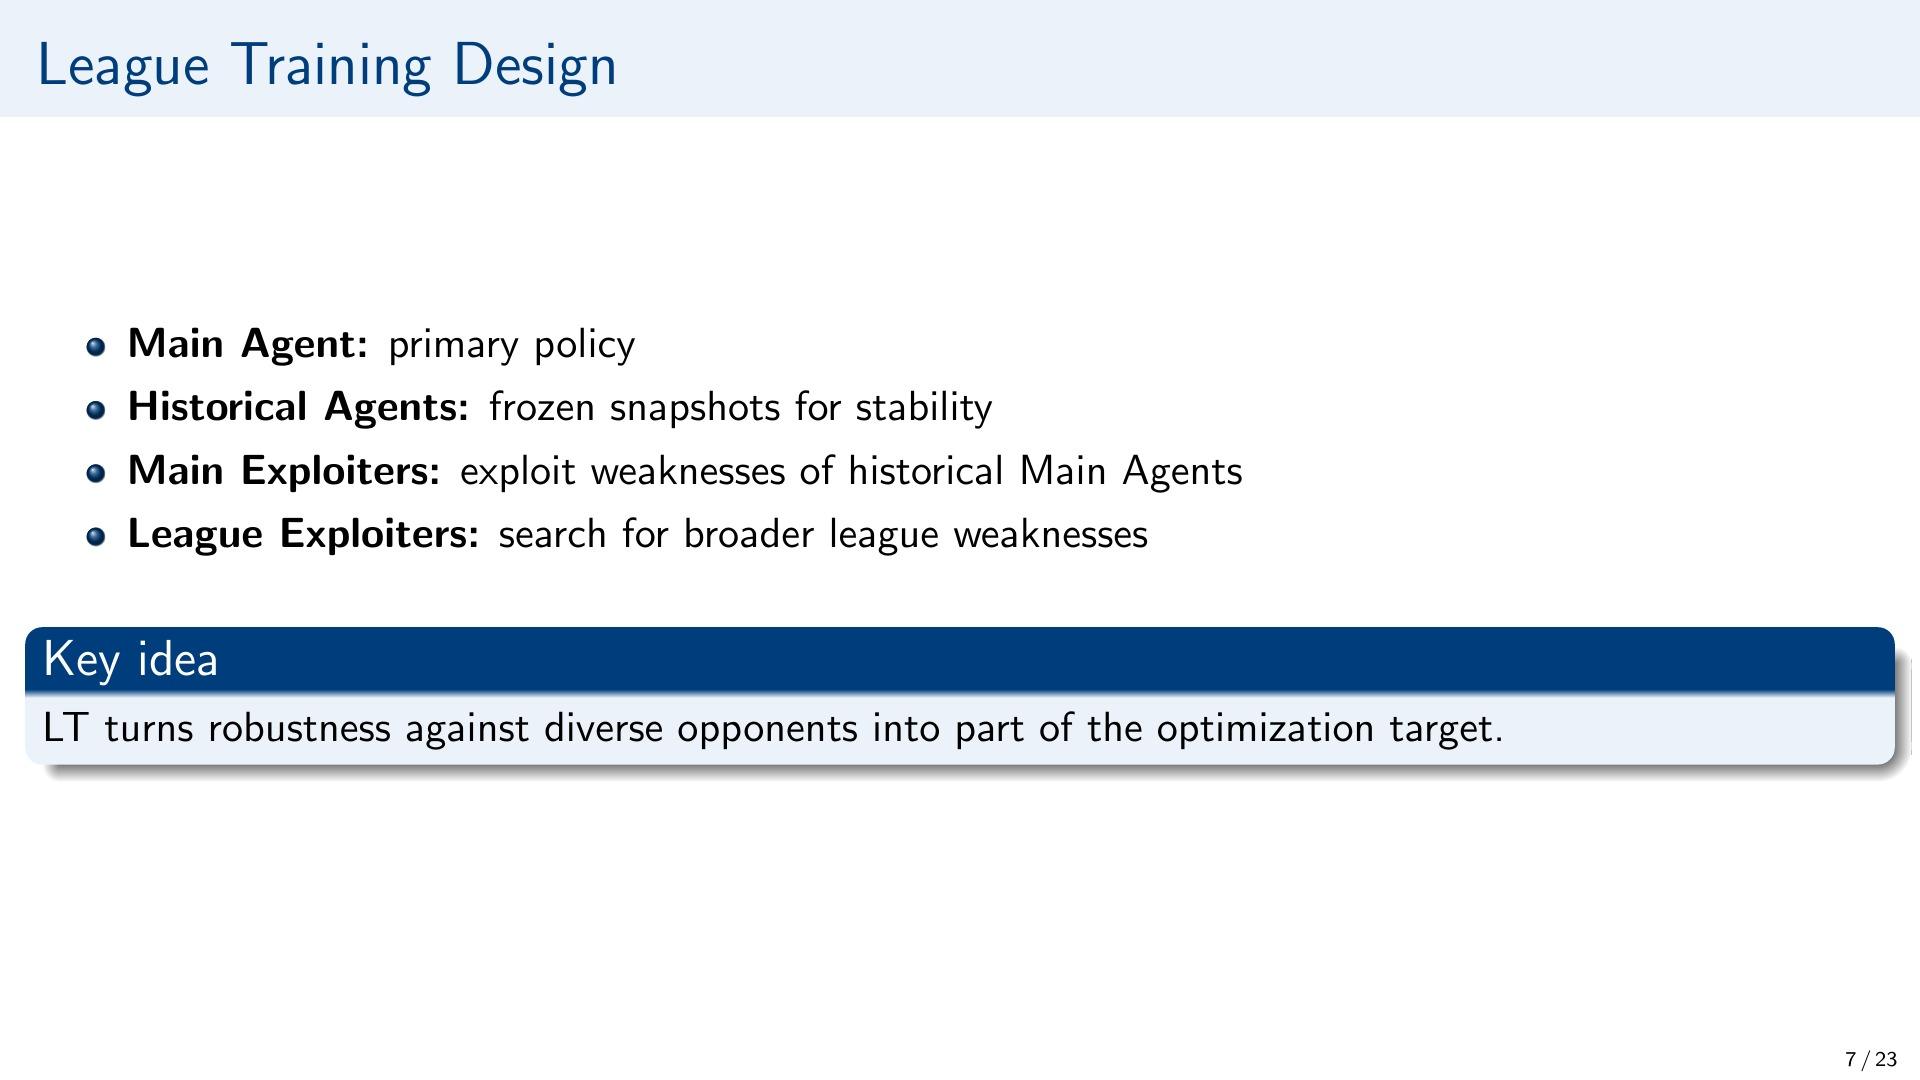 League Training Design
Main Agent: primary policy
Historical Agents: frozen snapshots for stability
Main Exploiters: exploit weaknesses of historical Main Agents
League Exploiters: search for broader league weaknesses
Key idea
LT turns robustness against diverse opponents into part of the optimization target.
7 / 23